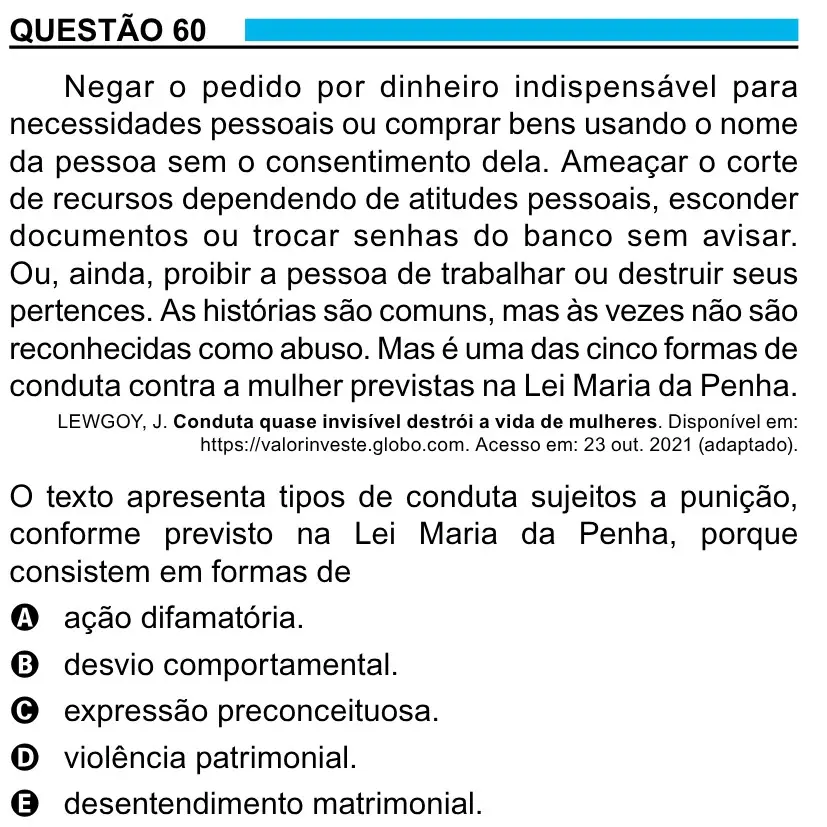 QUESTÃO 60
Negar o pedido por dinheiro indispensável para
necessidades pessoais ou comprar bens usando o nome
da pessoa sem o consentimento dela. Ameaçar o corte
de recursos dependendo de atitudes pessoais, esconder
documentos ou trocar senhas do banco sem avisar.
Ou, ainda, proibir a pessoa de trabalhar ou destruir seus
pertences. As histórias são comuns, mas às vezes não são
reconhecidas como abuso. Mas é uma das cinco formas de
conduta contra a mulher previstas na Lei Maria da Penha.
LEWGOY, J. Conduta quase invisível destrói a vida de mulheres. Disponível em:
https://valorinveste.globo.com. Acesso em: 23 out. 2021 (adaptado).
O texto apresenta tipos de conduta sujeitos a punição,
conforme previsto na Lei Maria da Penha, porque
consistem em formas de
A ação difamatória.
B desvio comportamental.
C expressão preconceituosa.
D violência patrimonial.
E desentendimento matrimonial.